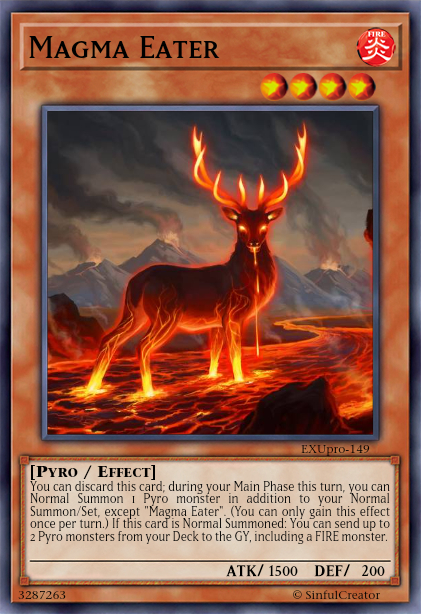 Magma Eater
FIRE
炎
EXUpro-149
[Pyro / Effect]
You can discard this card; during your Main Phase this turn, you can
Normal Summon 1 Pyro monster in addition to your Normal
Summon/Set, except "Magma Eater". (You can only gain this effect
once per turn.) If this card is Normal Summoned: You can send up to
2 Pyro monsters from your Deck to the GY, including a FIRE monster.
ATK/ 1500 DEF/ 200
3287263
© SinfulCreator